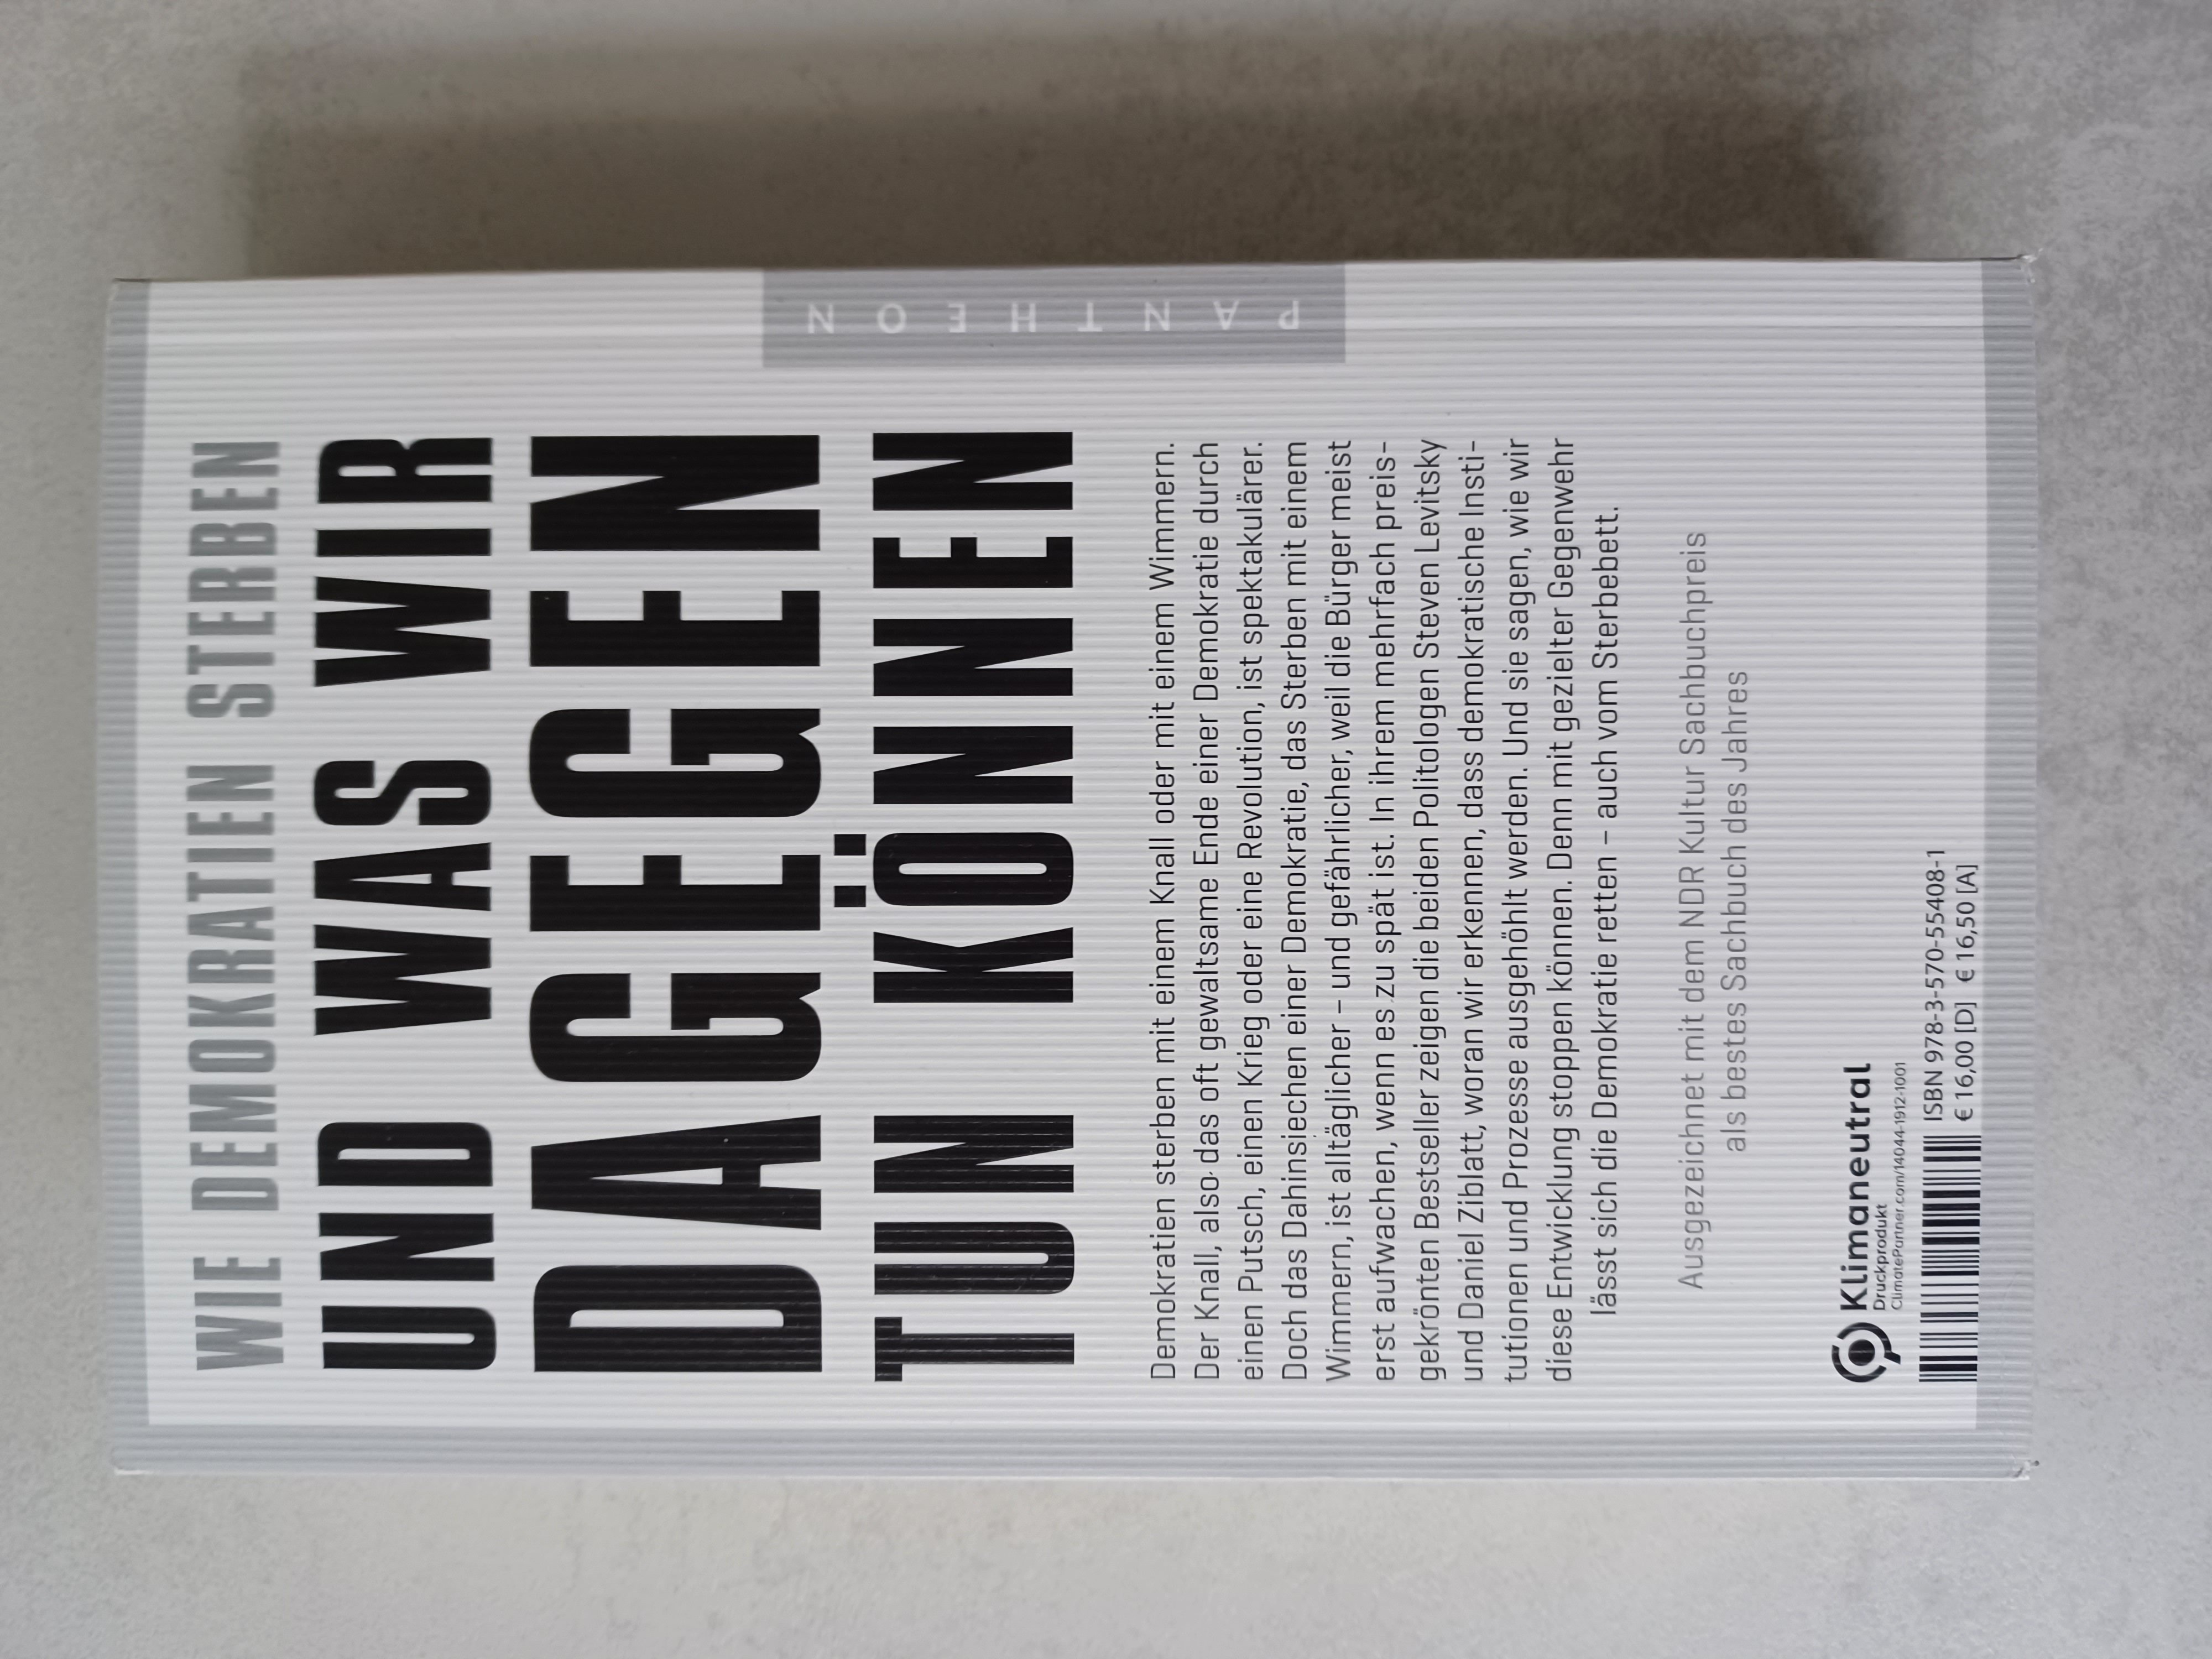 WIE DEMOKRATIEN STERBEN
UND WAS WIR
DAGEGEN
TUN KÖNNEN
Demokratien sterben mit einem Knall oder mit einem Wimmern.
Der Knall, also das oft gewaltsame Ende einer Demokratie durch
einen Putsch, einen Krieg oder eine Revolution, ist spektakulärer.
Doch das Dahinsiechen einer Demokratie, das Sterben mit einem
Wimmern, ist alltäglicher – und gefährlicher, weil die Bürger meist
erst aufwachen, wenn es zu spät ist. In ihrem mehrfach preis-
gekrönten Bestseller zeigen die beiden Politologen Steven Levitsky
und Daniel Ziblatt, woran wir erkennen, dass demokratische Insti-
tutionen und Prozesse ausgehöhlt werden. Und sie sagen, wie wir
diese Entwicklung stoppen können. Denn mit gezielter Gegenwehr
lässt sich die Demokratie retten – auch vom Sterbebett.
Ausgezeichnet mit dem NDR Kultur Sachbuchpreis
als bestes Sachbuch des Jahres
Klimaneutral
Druckprodukt
ClimatePartner.com/14044-1912-1001
ISBN 978-3-570-55408-1
€ 16,00 [D] € 16,50 [A]
PANTHEON